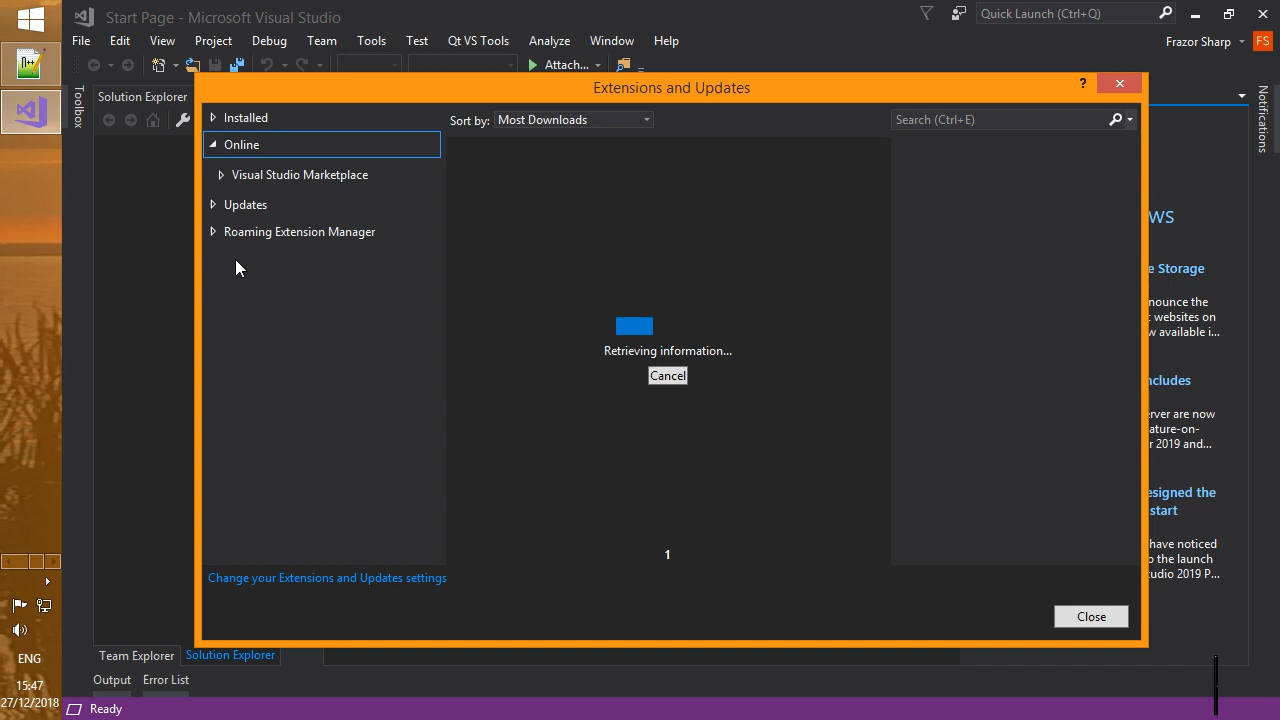 Start Page - Microsoft Visual Studio
Quick Launch (Ctrl+Q)
File Edit View Project Debug Team Tools Test Qt VS Tools Analyze Window Help
Frazor Sharp FS
Attach...
Toolbox
Solution Explorer
Notifications
Extensions and Updates
?
Installed
Online
Visual Studio Marketplace
Updates
Roaming Extension Manager
Sort by: Most Downloads
Search (Ctrl+E)
Retrieving information...
Cancel
1
Change your Extensions and Updates settings
Close
WS
e Storage
nounce the
t websites on
w available i...
ncludes
erver are now
ature-on-
r 2019 and...
esigned the
start
have noticed
o the launch
tudio 2019 P...
Team Explorer Solution Explorer
Output Error List
Ready
ENG
15:47
27/12/2018